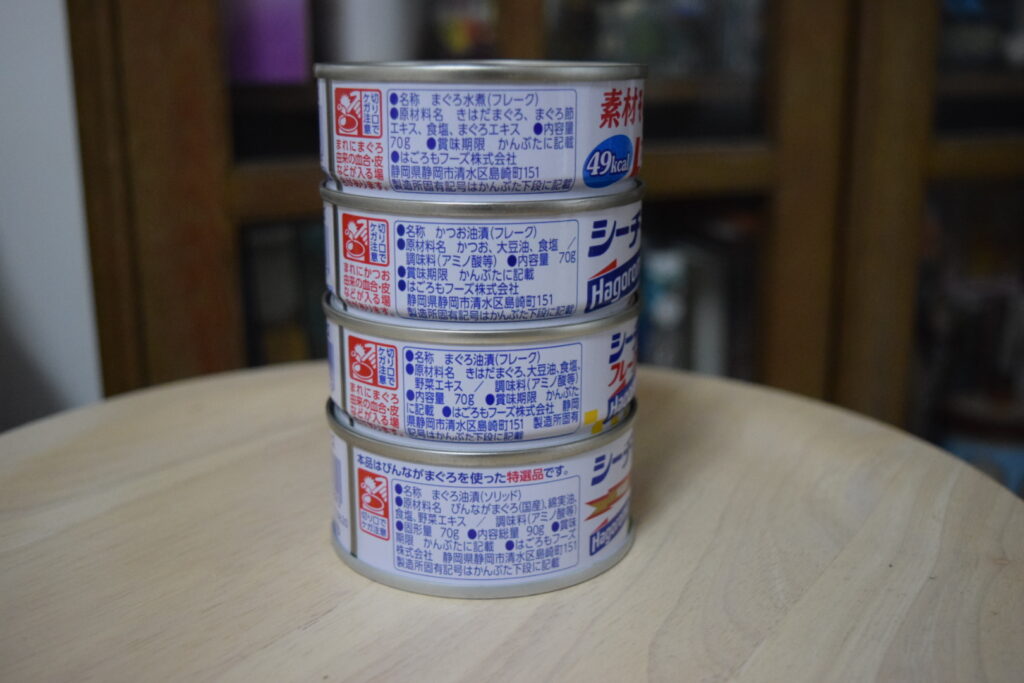 切り口で
ケガ注意
まれにまぐろ
由来の血合・皮
などが入る場
●名称 まぐろ水煮(フレーク)
●原材料名 きはだまぐろ、まぐろ節
エキス、食塩、まぐろエキス ●内容量
70g ●賞味期限 かんぶたに記載
●はごろもフーズ株式会社
静岡県静岡市清水区島崎町151
製造所固有記号はかんぶた下段に記載
素材
49kcal
切り口で
ケガ注意
まれにかつお
由来の血合・皮
などが入る場
●名称 かつお油漬(フレーク)
●原材料名 かつお、大豆油、食塩 /
調味料(アミノ酸等) ●内容量 70g
●賞味期限 かんぶたに記載
●はごろもフーズ株式会社
静岡県静岡市清水区島崎町151
製造所固有記号はかんぶた下段に記載
シーチ
Hagoro
切り口で
ケガ注意
まれにまぐろ
由来の血合・皮
などが入る場
●名称 まぐろ油漬(フレーク)
●原材料名 きはだまぐろ、大豆油、食塩、
野菜エキス / 調味料(アミノ酸等)
●内容量 70g ●賞味期限 かんぶた
に記載 ●はごろもフーズ株式会社 静岡
県静岡市清水区島崎町151 製造所固有
記号はかんぶた下段に記載
シー
フレー
本品はびんながまぐろを使った特選品です。
切り口で
ケガ注意
●名称 まぐろ油漬(ソリッド)
●原材料名 びんながまぐろ(国産)、綿実油、
食塩、野菜エキス / 調味料(アミノ酸等)
●固形量 70g ●内容総量 90g ●賞味
期限 かんぶたに記載 ●はごろもフーズ
株式会社 静岡県静岡市清水区島崎町151
製造所固有記号はかんぶた下段に記載
シーチ
Hagoro